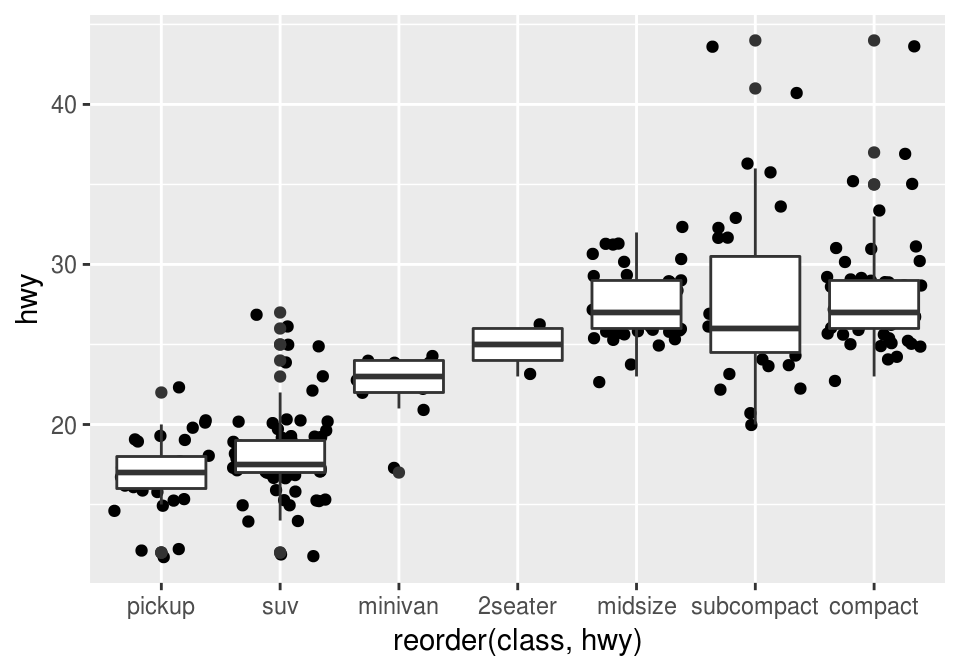 hwy
40
30
20
pickup suv minivan 2seater midsize subcompact compact
reorder(class, hwy)